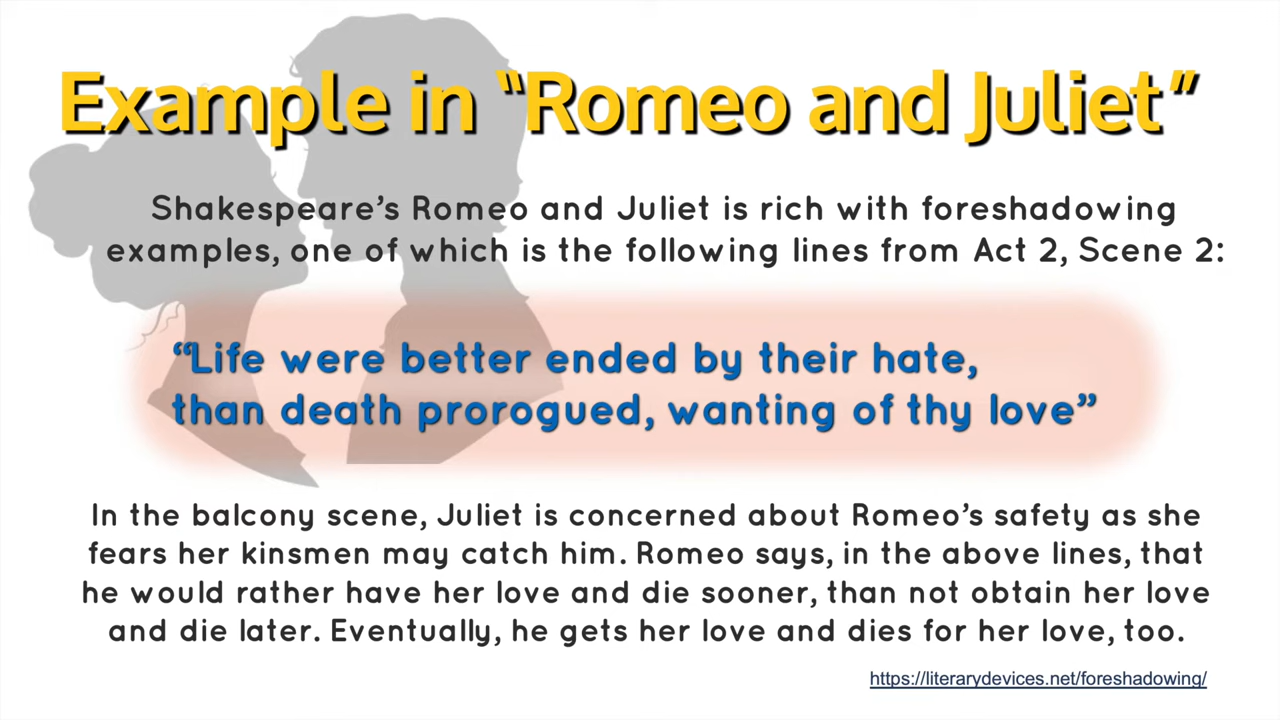 Example in “Romeo and Juliet”
Shakespeare’s Romeo and Juliet is rich with foreshadowing
examples, one of which is the following lines from Act 2, Scene 2:
“Life were better ended by their hate,
than death prorogued, wanting of thy love”
In the balcony scene, Juliet is concerned about Romeo’s safety as she
fears her kinsmen may catch him. Romeo says, in the above lines, that
he would rather have her love and die sooner, than not obtain her love
and die later. Eventually, he gets her love and dies for her love, too.
https://literarydevices.net/foreshadowing/